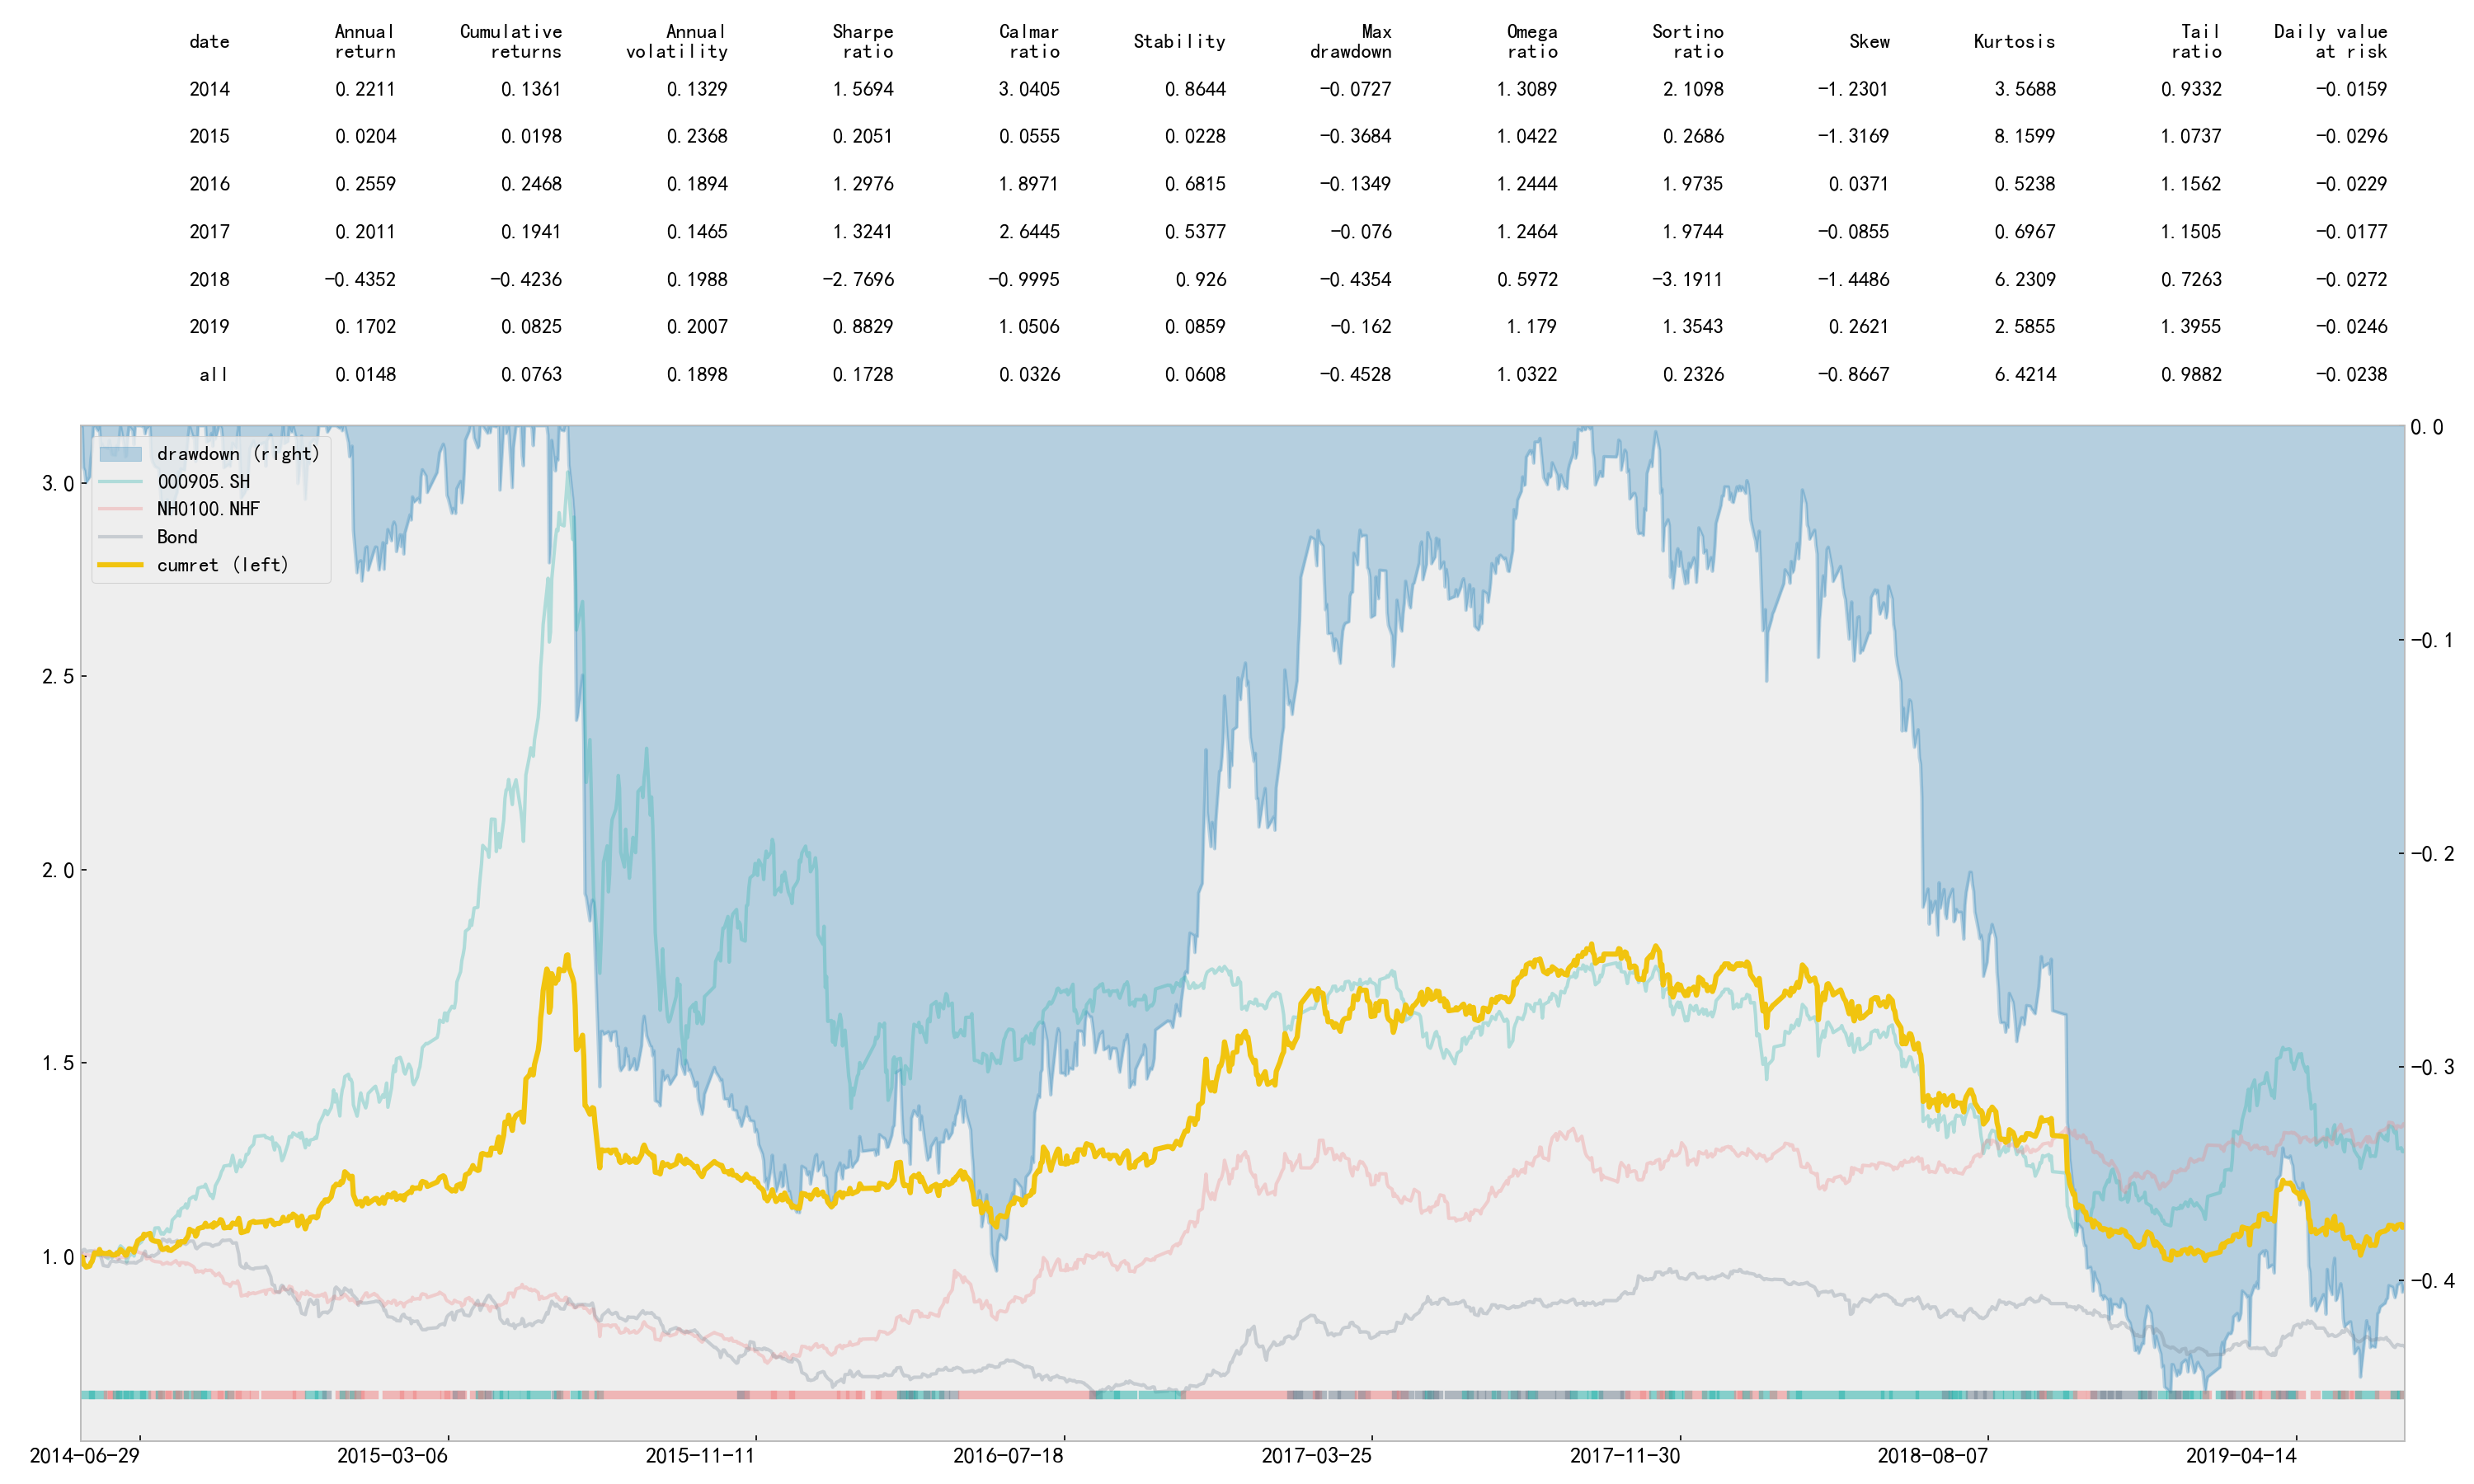 date Annual return Cumulative returns Annual volatility Sharpe ratio Calmar ratio Stability Max drawdown Omega ratio Sortino ratio Skew Kurtosis Tail ratio Daily value at risk
2014 0.2211 0.1361 0.1329 1.5694 3.0405 0.8644 −0.0727 1.3089 2.1098 −1.2301 3.5688 0.9332 −0.0159
2015 0.0204 0.0198 0.2368 0.2051 0.0555 0.0228 −0.3684 1.0422 0.2686 −1.3169 8.1599 1.0737 −0.0296
2016 0.2559 0.2468 0.1894 1.2976 1.8971 0.6815 −0.1349 1.2444 1.9735 0.0371 0.5238 1.1562 −0.0229
2017 0.2011 0.1941 0.1465 1.3241 2.6445 0.5377 −0.076 1.2464 1.9744 −0.0855 0.6967 1.1505 −0.0177
2018 −0.4352 −0.4236 0.1988 −2.7696 −0.9995 0.926 −0.4354 0.5972 −3.1911 −1.4486 6.2309 0.7263 −0.0272
2019 0.1702 0.0825 0.2007 0.8829 1.0506 0.0859 −0.162 1.179 1.3543 0.2621 2.5855 1.3955 −0.0246
all 0.0148 0.0763 0.1898 0.1728 0.0326 0.0608 −0.4528 1.0322 0.2326 −0.8667 6.4214 0.9882 −0.0238
drawdown (right)
000905.SH
NH0100.NHF
Bond
cumret (left)
3.0
2.5
2.0
1.5
1.0
0.0
−0.1
−0.2
−0.3
−0.4
2014-06-29 2015-03-06 2015-11-11 2016-07-18 2017-03-25 2017-11-30 2018-08-07 2019-04-14